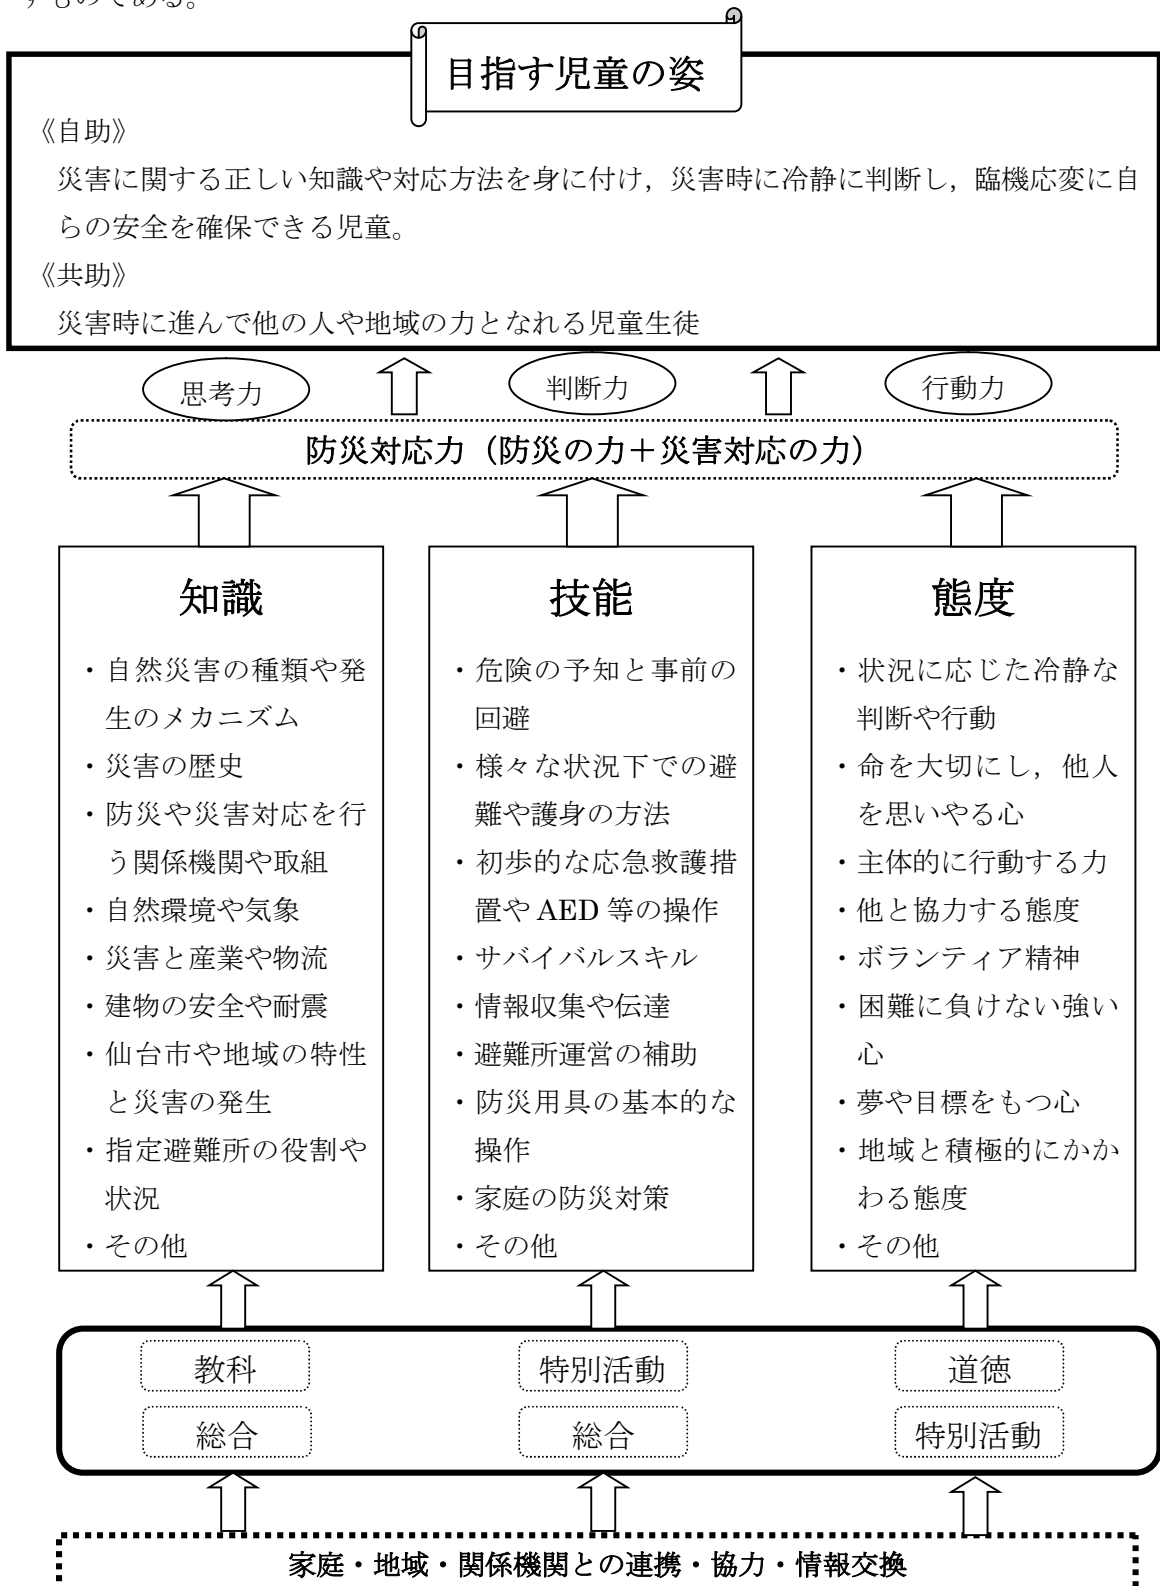 すものである。
目指す児童の姿
《自助》
災害に関する正しい知識や対応方法を身に付け，災害時に冷静に判断し，臨機応変に自
らの安全を確保できる児童。
《共助》
災害時に進んで他の人や地域の力となれる児童生徒
思考力
判断力
行動力
防災対応力（防災の力＋災害対応の力）
知識
・自然災害の種類や発
生のメカニズム
・災害の歴史
・防災や災害対応を行
う関係機関や取組
・自然環境や気象
・災害と産業や物流
・建物の安全や耐震
・仙台市や地域の特性
と災害の発生
・指定避難所の役割や
状況
・その他
技能
・危険の予知と事前の
回避
・様々な状況下での避
難や護身の方法
・初歩的な応急救護措
置や AED 等の操作
・サバイバルスキル
・情報収集や伝達
・避難所運営の補助
・防災用具の基本的な
操作
・家庭の防災対策
・その他
態度
・状況に応じた冷静な
判断や行動
・命を大切にし，他人
を思いやる心
・主体的に行動する力
・他と協力する態度
・ボランティア精神
・困難に負けない強い
心
・夢や目標をもつ心
・地域と積極的にかか
わる態度
・その他
教科
総合
特別活動
総合
道徳
特別活動
家庭・地域・関係機関との連携・協力・情報交換